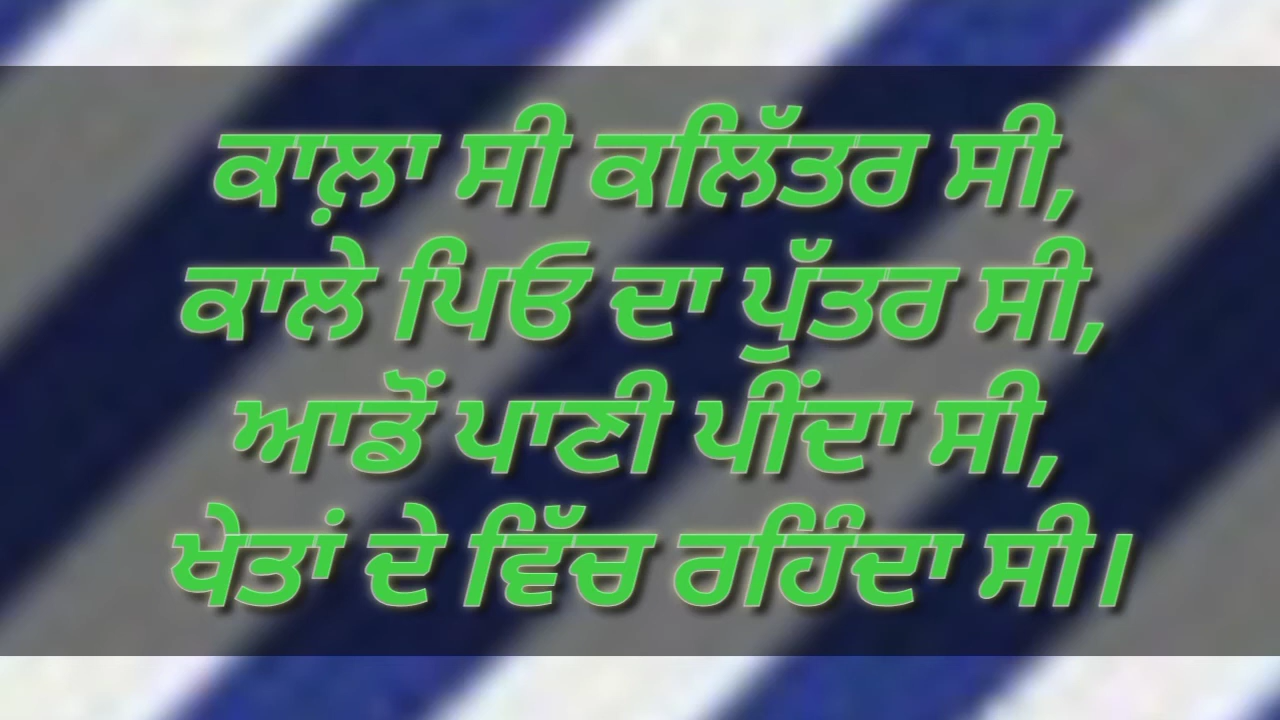 ਕਾਲ਼ਾ ਸੀ ਕਲਿੱਤਰ ਸੀ,
ਕਾਲੇ ਪਿਓ ਦਾ ਪੁੱਤਰ ਸੀ,
ਆਡੋਂ ਪਾਣੀ ਪੀਂਦਾ ਸੀ,
ਖੇਤਾਂ ਦੇ ਵਿੱਚ ਰਹਿੰਦਾ ਸੀ।